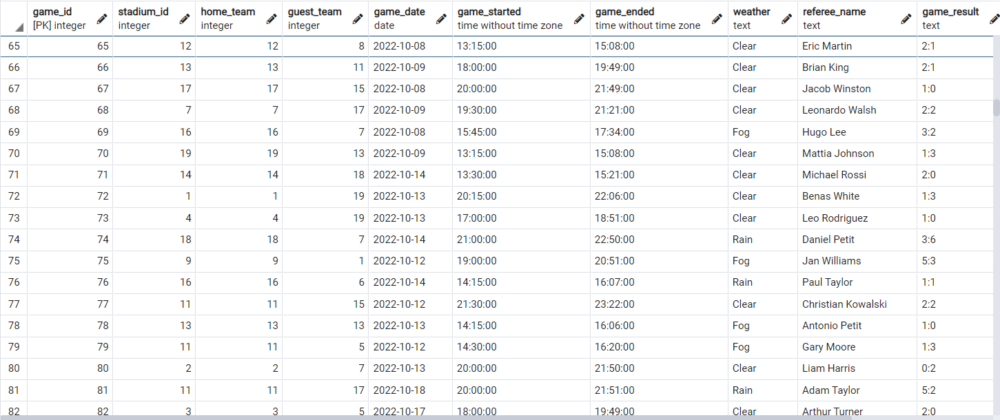 game_id stadium_id home_team guest_team game_date game_started game_ended weather referee_name game_result
[PK] integer integer integer integer date time without time zone time without time zone text text text
65 65 12 12 8 2022-10-08 13:15:00 15:08:00 Clear Eric Martin 2:1
66 66 13 13 11 2022-10-09 18:00:00 19:49:00 Clear Brian King 2:1
67 67 17 17 15 2022-10-08 20:00:00 21:49:00 Clear Jacob Winston 1:0
68 68 7 7 17 2022-10-09 19:30:00 21:21:00 Clear Leonardo Walsh 2:2
69 69 16 16 7 2022-10-08 15:45:00 17:34:00 Fog Hugo Lee 3:2
70 70 19 19 13 2022-10-09 13:15:00 15:08:00 Clear Mattia Johnson 1:3
71 71 14 14 18 2022-10-14 13:30:00 15:21:00 Clear Michael Rossi 2:0
72 72 1 1 19 2022-10-13 20:15:00 22:06:00 Clear Benas White 1:3
73 73 4 4 19 2022-10-13 17:00:00 18:51:00 Clear Leo Rodriguez 1:0
74 74 18 18 7 2022-10-14 21:00:00 22:50:00 Rain Daniel Petit 3:6
75 75 9 9 1 2022-10-12 19:00:00 20:51:00 Fog Jan Williams 5:3
76 76 16 16 6 2022-10-14 14:15:00 16:07:00 Rain Paul Taylor 1:1
77 77 11 11 15 2022-10-12 21:30:00 23:22:00 Clear Christian Kowalski 2:2
78 78 13 13 13 2022-10-13 14:15:00 16:06:00 Fog Antonio Petit 1:0
79 79 11 11 5 2022-10-12 14:30:00 16:20:00 Fog Gary Moore 1:3
80 80 2 2 7 2022-10-13 20:00:00 21:50:00 Clear Liam Harris 0:2
81 81 11 11 17 2022-10-18 20:00:00 21:51:00 Rain Adam Taylor 5:2
82 82 3 3 5 2022-10-17 18:00:00 19:49:00 Clear Arthur Turner 2:0